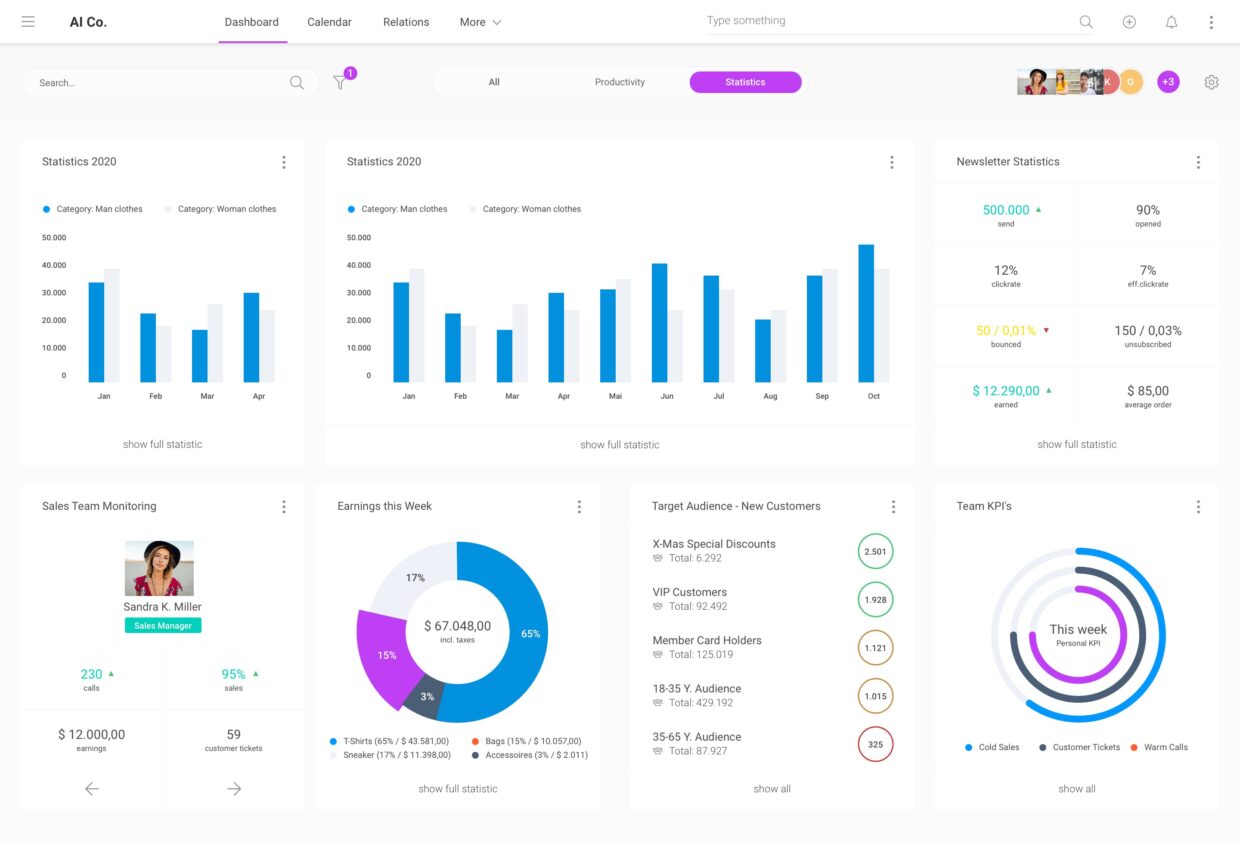 AI Co.
Dashboard Calendar Relations More
Type something
Search...
1
All Productivity Statistics
K O +3
Statistics 2020
Category: Man clothes Category: Woman clothes
50.000
40.000
30.000
20.000
10.000
0
Jan Feb Mar Apr
show full statistic
Statistics 2020
Category: Man clothes Category: Woman clothes
50.000
40.000
30.000
20.000
10.000
0
Jan Feb Mar Apr Mai Jun Jul Aug Sep Oct
show full statistic
Newsletter Statistics
500.000 90%
send opened
12% 7%
clickrate eff.clickrate
50 / 0,01% 150 / 0,03%
bounced unsubscribed
$ 12.290,00 $ 85,00
earned average order
show full statistic
Sales Team Monitoring
Sandra K. Miller
Sales Manager
230 95%
calls sales
$ 12.000,00 59
earnings customer tickets
Earnings this Week
17%
$ 67.048,00
incl. taxes
65%
15%
3%
T-Shirts (65% / $ 43.581,00) Bags (15% / $ 10.057,00)
Sneaker (17% / $ 11.398,00) Accessoires (3% / $ 2.011)
show full statistic
Target Audience - New Customers
X-Mas Special Discounts
Total: 6.292
2.501
VIP Customers
Total: 92.492
1.928
Member Card Holders
Total: 125.019
1.121
18-35 Y. Audience
Total: 429.192
1.015
35-65 Y. Audience
Total: 87.927
325
show all
Team KPI's
This week
Personal KPI
Cold Sales Customer Tickets Warm Calls
show all